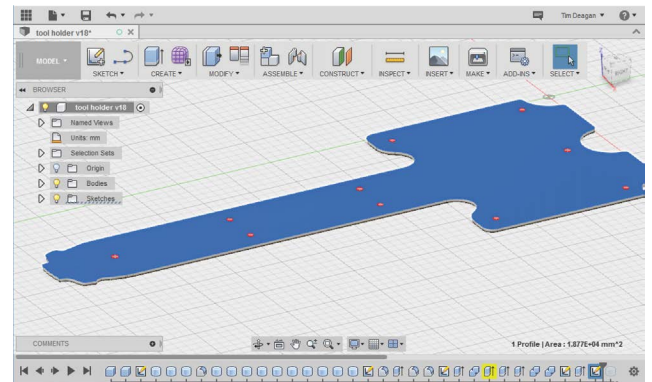 Tim Deagan
tool holder v18*
MODEL
SKETCH
CREATE
MODIFY
ASSEMBLE
CONSTRUCT
INSPECT
INSERT
MAKE
ADD-INS
SELECT
RIGHT
BROWSER
tool holder v18
Named Views
Units: mm
Selection Sets
Origin
Bodies
Sketches
COMMENTS
1 Profile | Area : 1.877E+04 mm^2